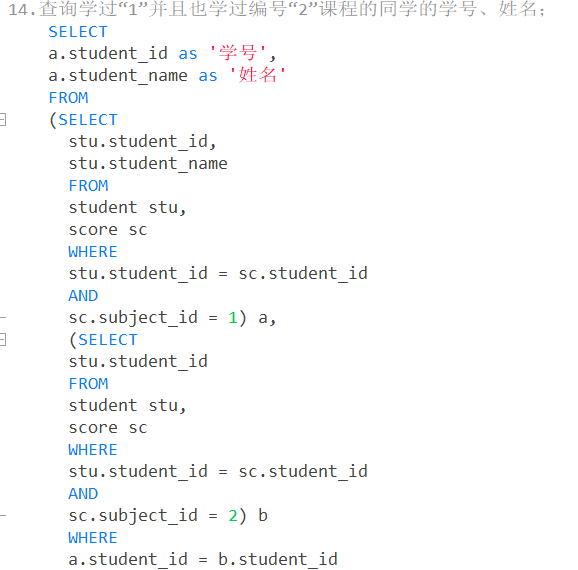 14.查询学过“1”并且也学过编号“2”课程的同学的学号、姓名;
SELECT
a.student_id as '学号',
a.student_name as '姓名'
FROM
(SELECT
stu.student_id,
stu.student_name
FROM
student stu,
score sc
WHERE
stu.student_id = sc.student_id
AND
sc.subject_id = 1) a,
(SELECT
stu.student_id
FROM
student stu,
score sc
WHERE
stu.student_id = sc.student_id
AND
sc.subject_id = 2) b
WHERE
a.student_id = b.student_id